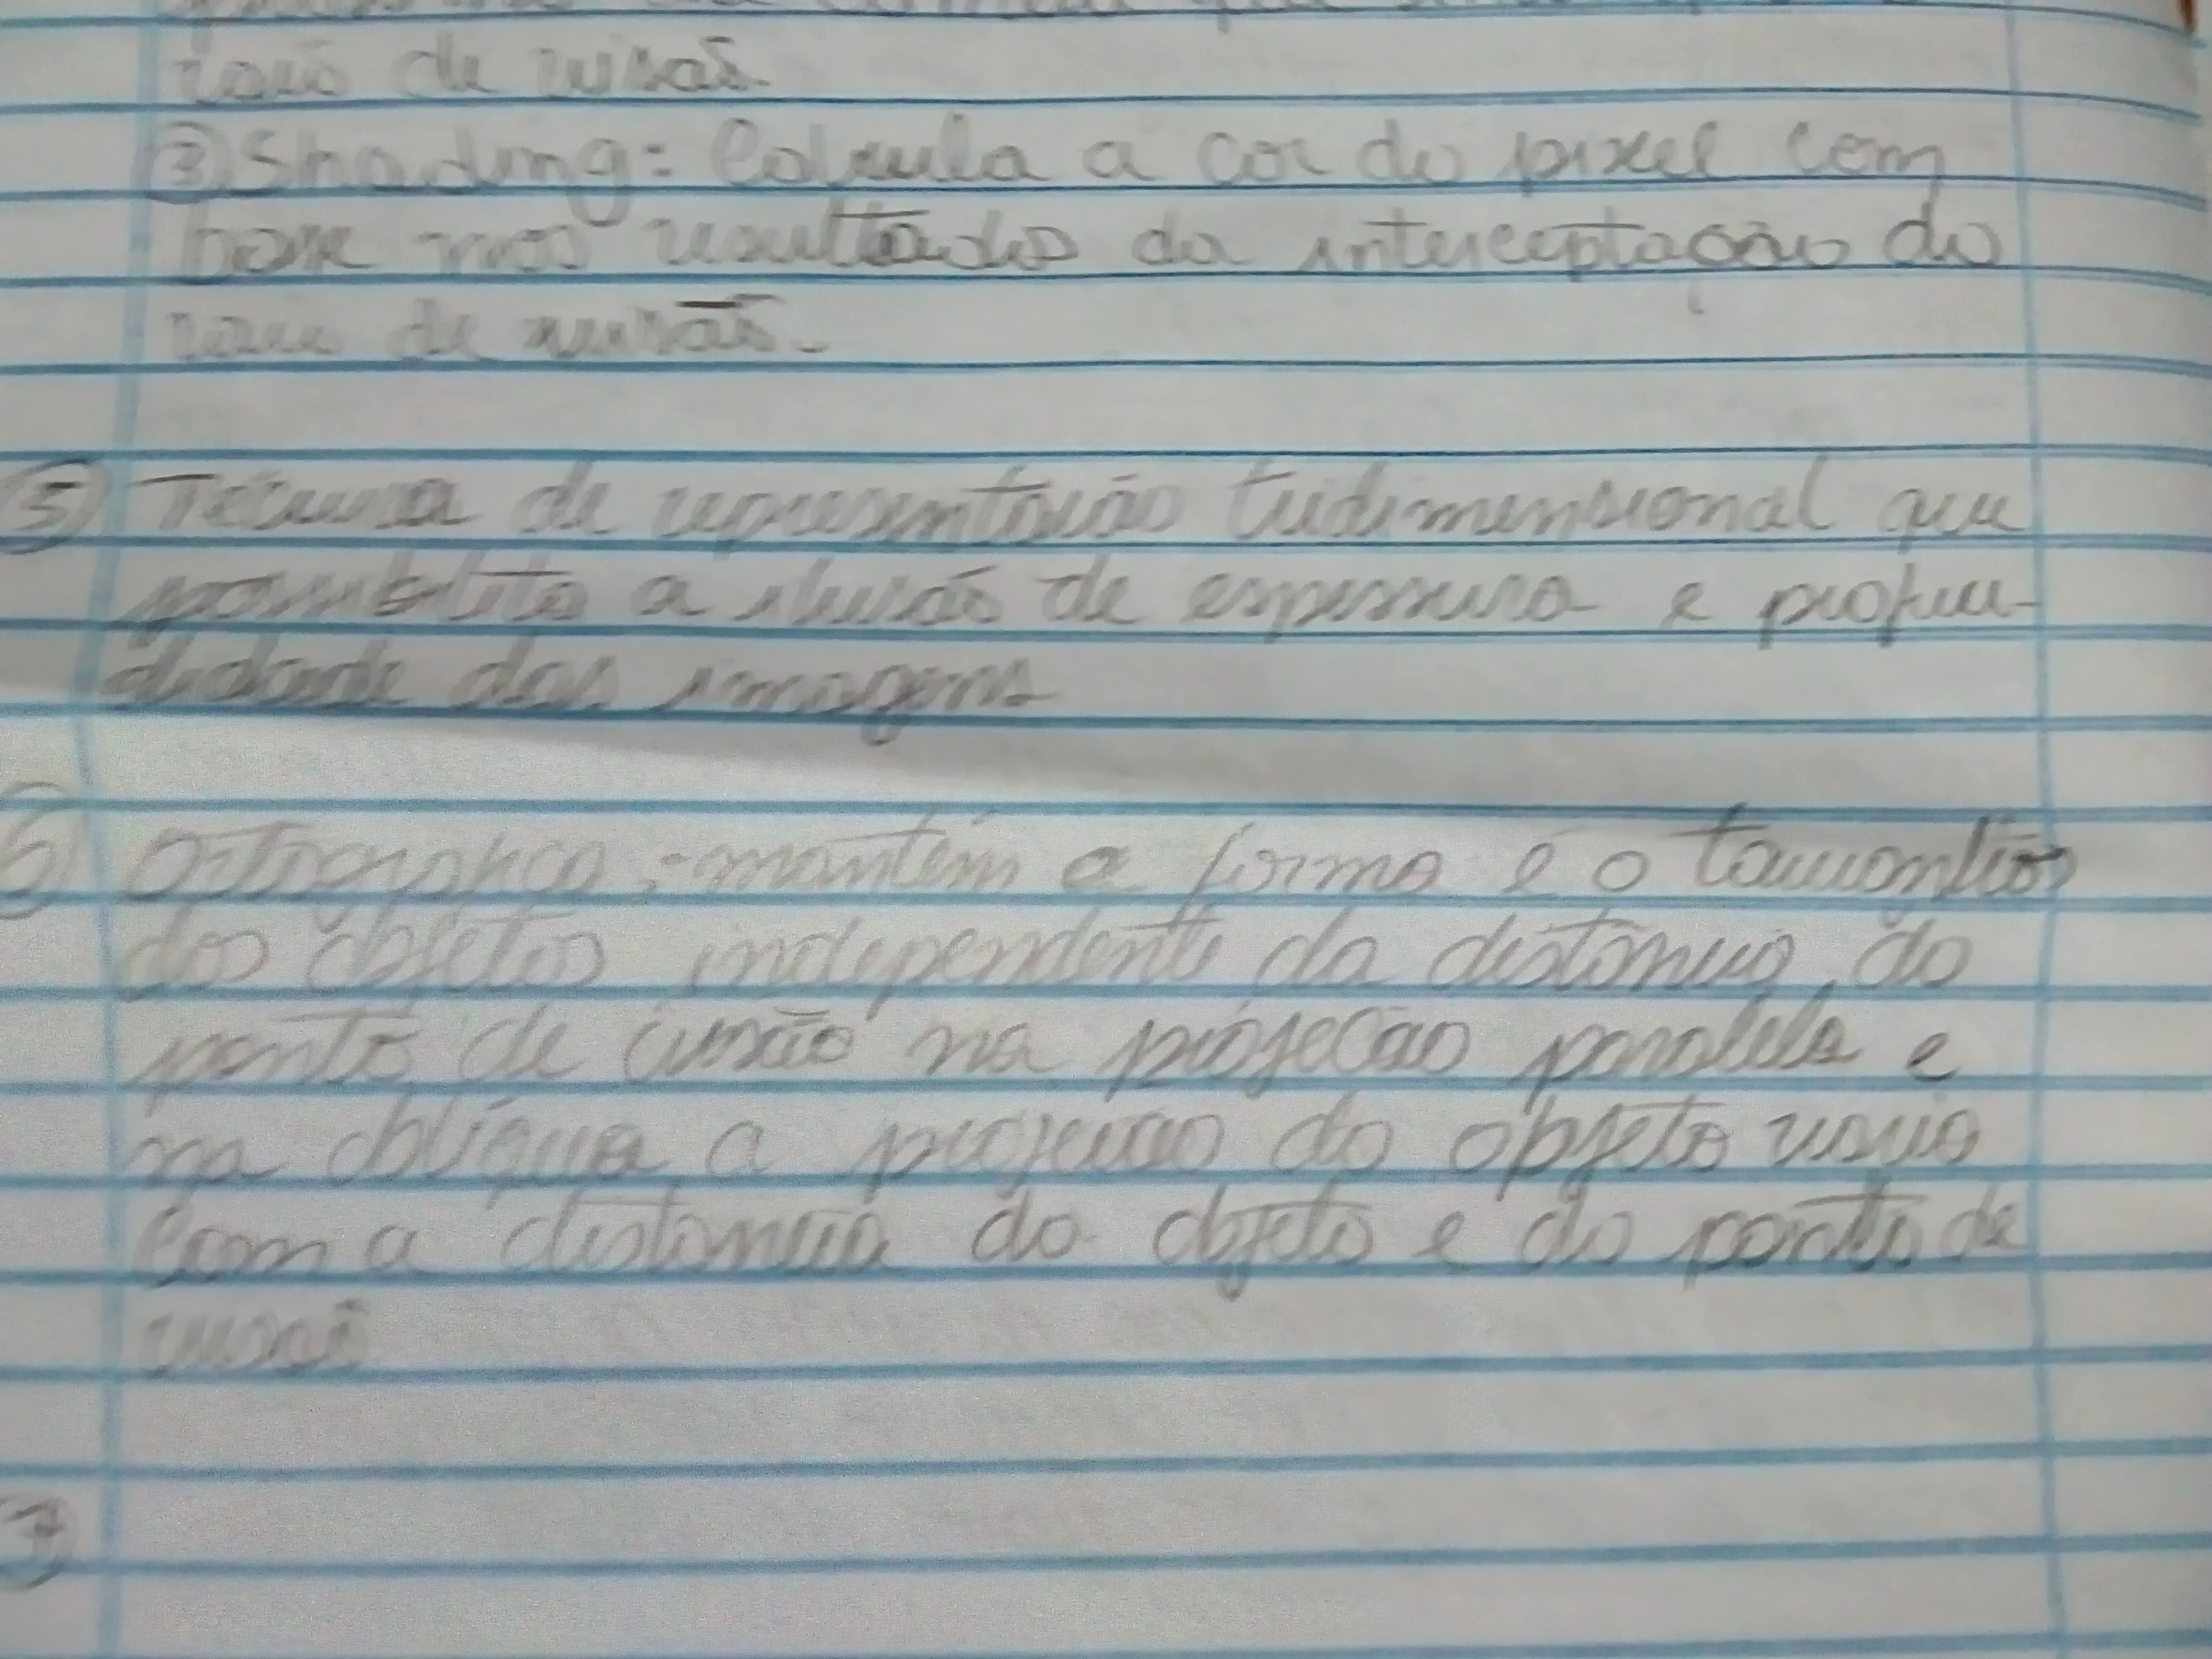 raio de visão.
③ Shading: Calcula a cor do pixel com
base nos resultados da interceptação do
raio de visão.
⑤ Técnica de representação tridimensional que
possibilita a ilusão de espessura e profun-
didade das imagens
⑥ Ortográfica: mantém a forma e o tamanho
dos objetos independente da distância do
ponto de visão na projeção paralela e
na oblíqua a projeção do objeto varia
com a distância do objeto e do ponto de
visão
⑦